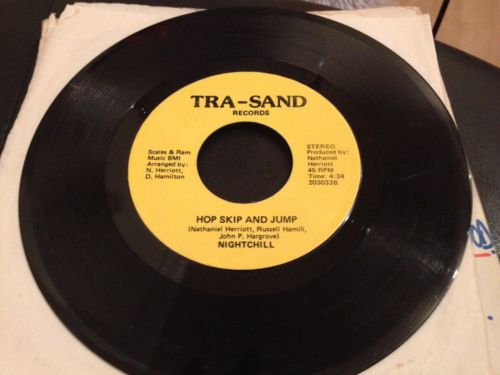 TRA-SAND
RECORDS
Scales & Ram
Music BMI
Arranged by:
N. Herriott,
D. Hamilton
STEREO
Produced by:
Nathaniel
Herriott
45 RPM
Time: 4:34
203033B
HOP SKIP AND JUMP
(Nathaniel Herriott, Russell Hamill,
John P. Hargrove)
NIGHTCHILL